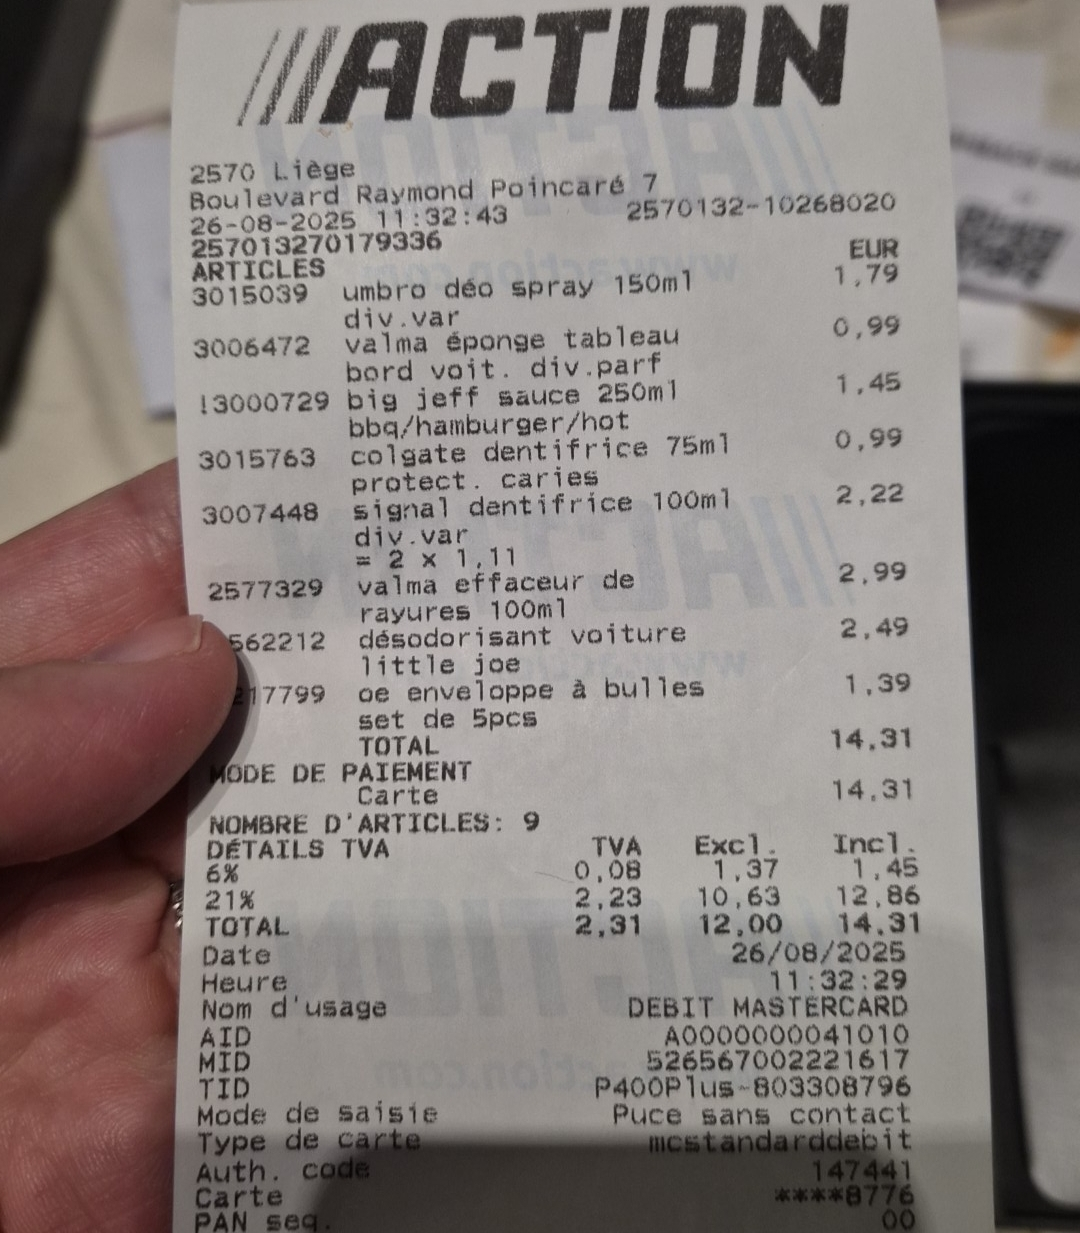 ACTION
2570 Liège
Boulevard Raymond Poincaré 7
26-08-2025 11:32:43 2570132-10268020
257013270179336
EUR
ARTICLES
3015039 umbro déo spray 150ml 1,79
div.var
3006472 valma éponge tableau 0,99
bord voit. div.parf
!3000729 big jeff sauce 250ml 1,45
bbq/hamburger/hot
3015763 colgate dentifrice 75ml 0,99
protect. caries
3007448 signal dentifrice 100ml 2,22
div.var
= 2 x 1,11
2577329 valma effaceur de 2,99
rayures 100ml
562212 désodorisant voiture 2,49
little joe
217799 oe enveloppe à bulles 1,39
set de 5pcs
TOTAL 14,31
MODE DE PAIEMENT
Carte 14,31
NOMBRE D'ARTICLES: 9
DÉTAILS TVA TVA Excl. Incl.
6% 0,08 1,37 1,45
21% 2,23 10,63 12,86
TOTAL 2,31 12,00 14,31
Date 26/08/2025
Heure 11:32:29
Nom d'usage DEBIT MASTERCARD
AID A0000000041010
MID 526567002221617
TID P400Plus-803308796
Mode de saisie Puce sans contact
Type de carte mcstandarddebit
Auth. code 147441
Carte ****8776
PAN seq. 00